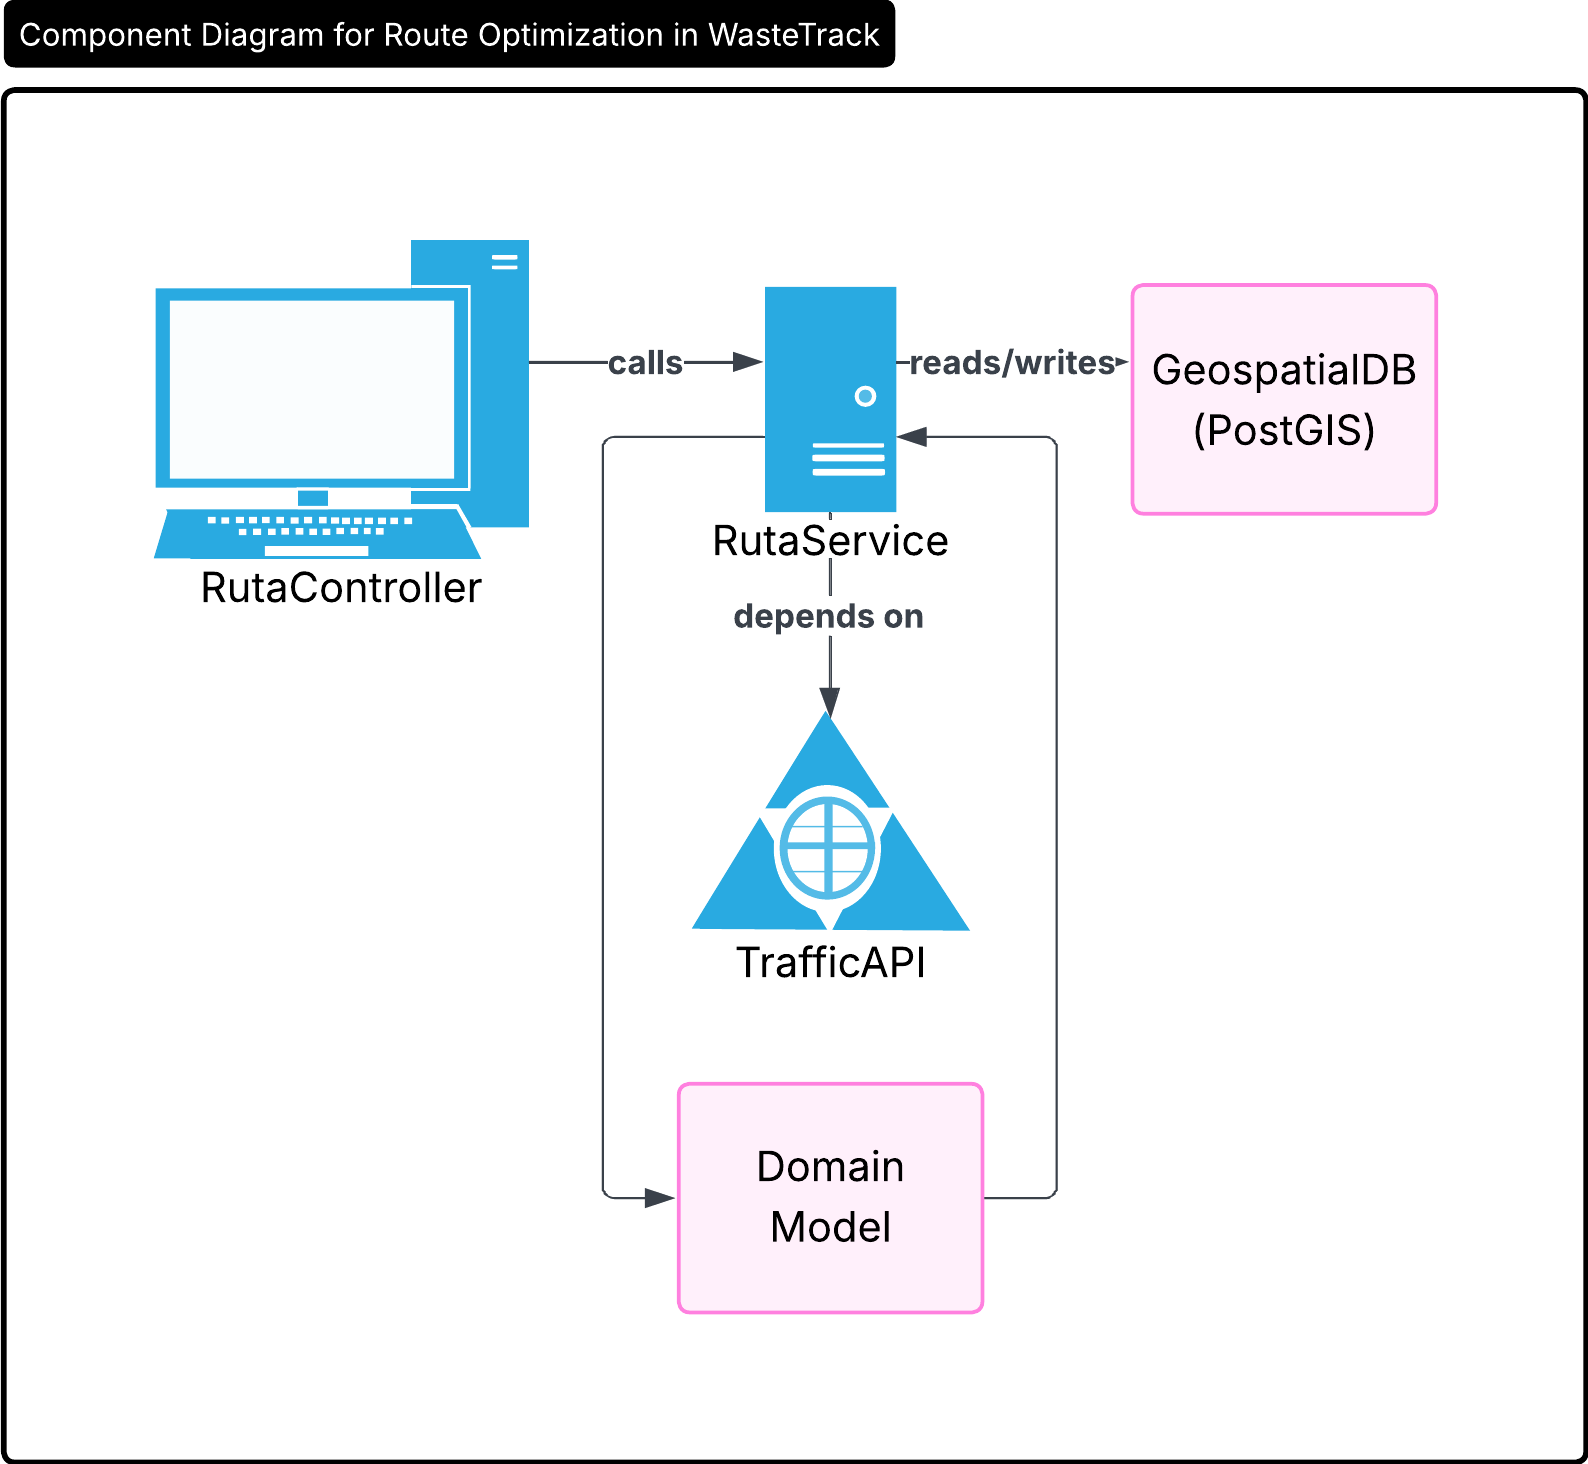 Component Diagram for Route Optimization in WasteTrack
calls
reads/writes
GeospatialDB
(PostGIS)
RutaService
RutaController
depends on
TrafficAPI
Domain
Model